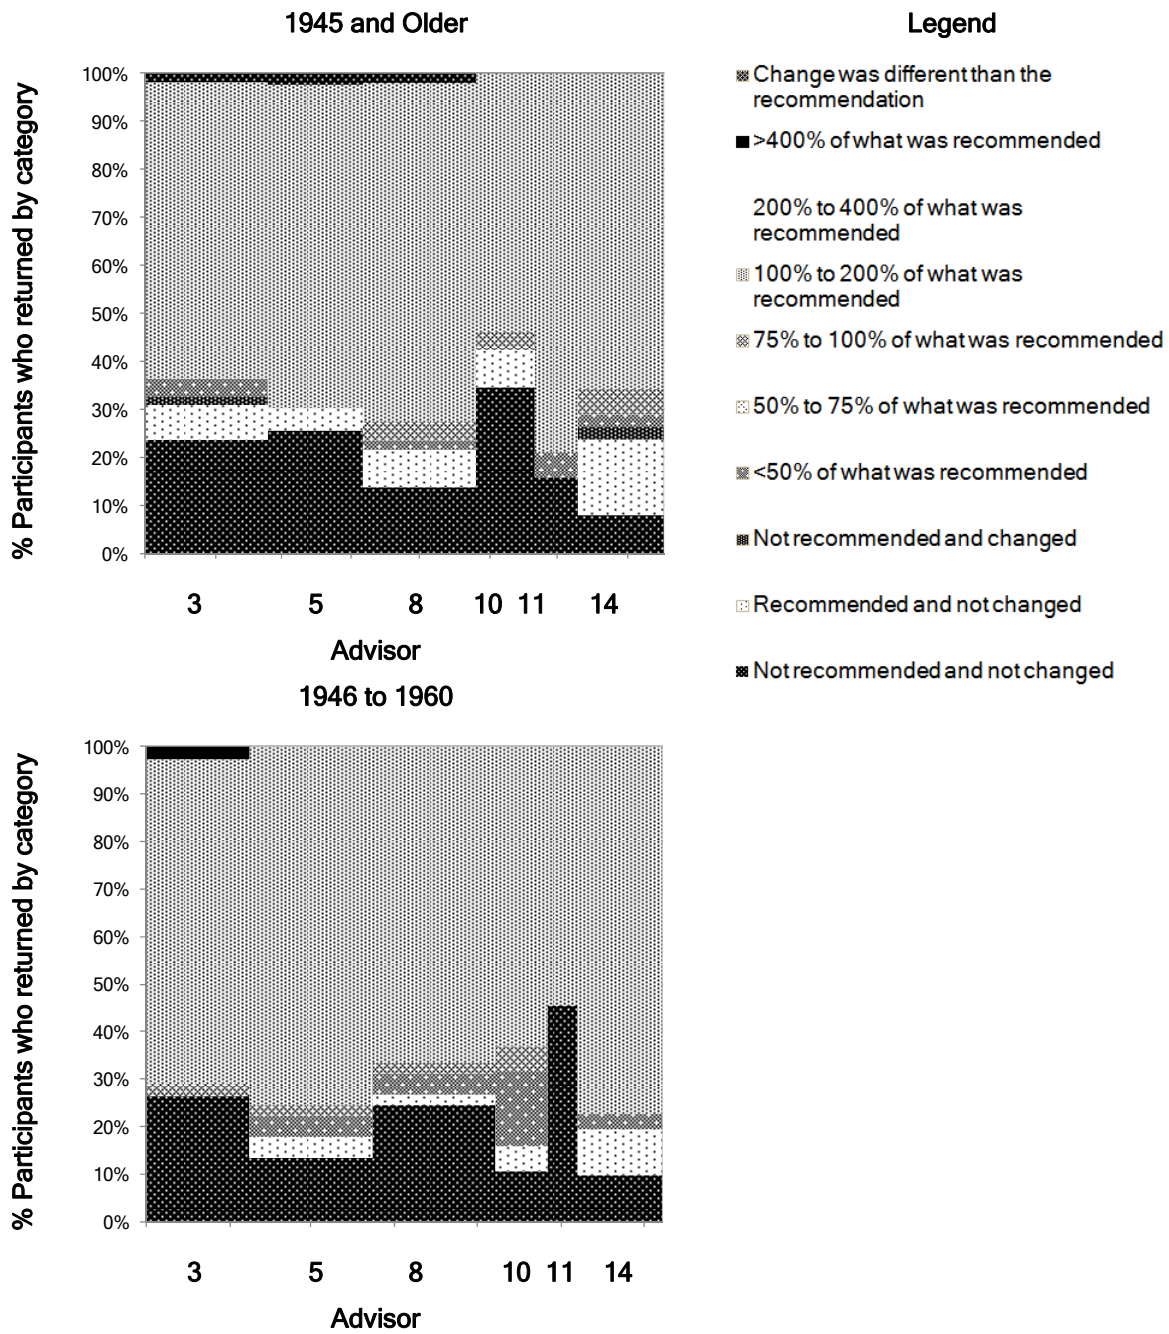 1945 and Older
% Participants who returned by category
100%
90%
80%
70%
60%
50%
40%
30%
20%
10%
0%
3 5 8 10 11 14
Advisor
Legend
Change was different than the
recommendation
>400% of what was recommended
200% to 400% of what was
recommended
100% to 200% of what was
recommended
75% to 100% of what was recommended
50% to 75% of what was recommended
<50% of what was recommended
Not recommended and changed
Recommended and not changed
Not recommended and not changed
1946 to 1960
% Participants who returned by category
100%
90%
80%
70%
60%
50%
40%
30%
20%
10%
0%
3 5 8 10 11 14
Advisor